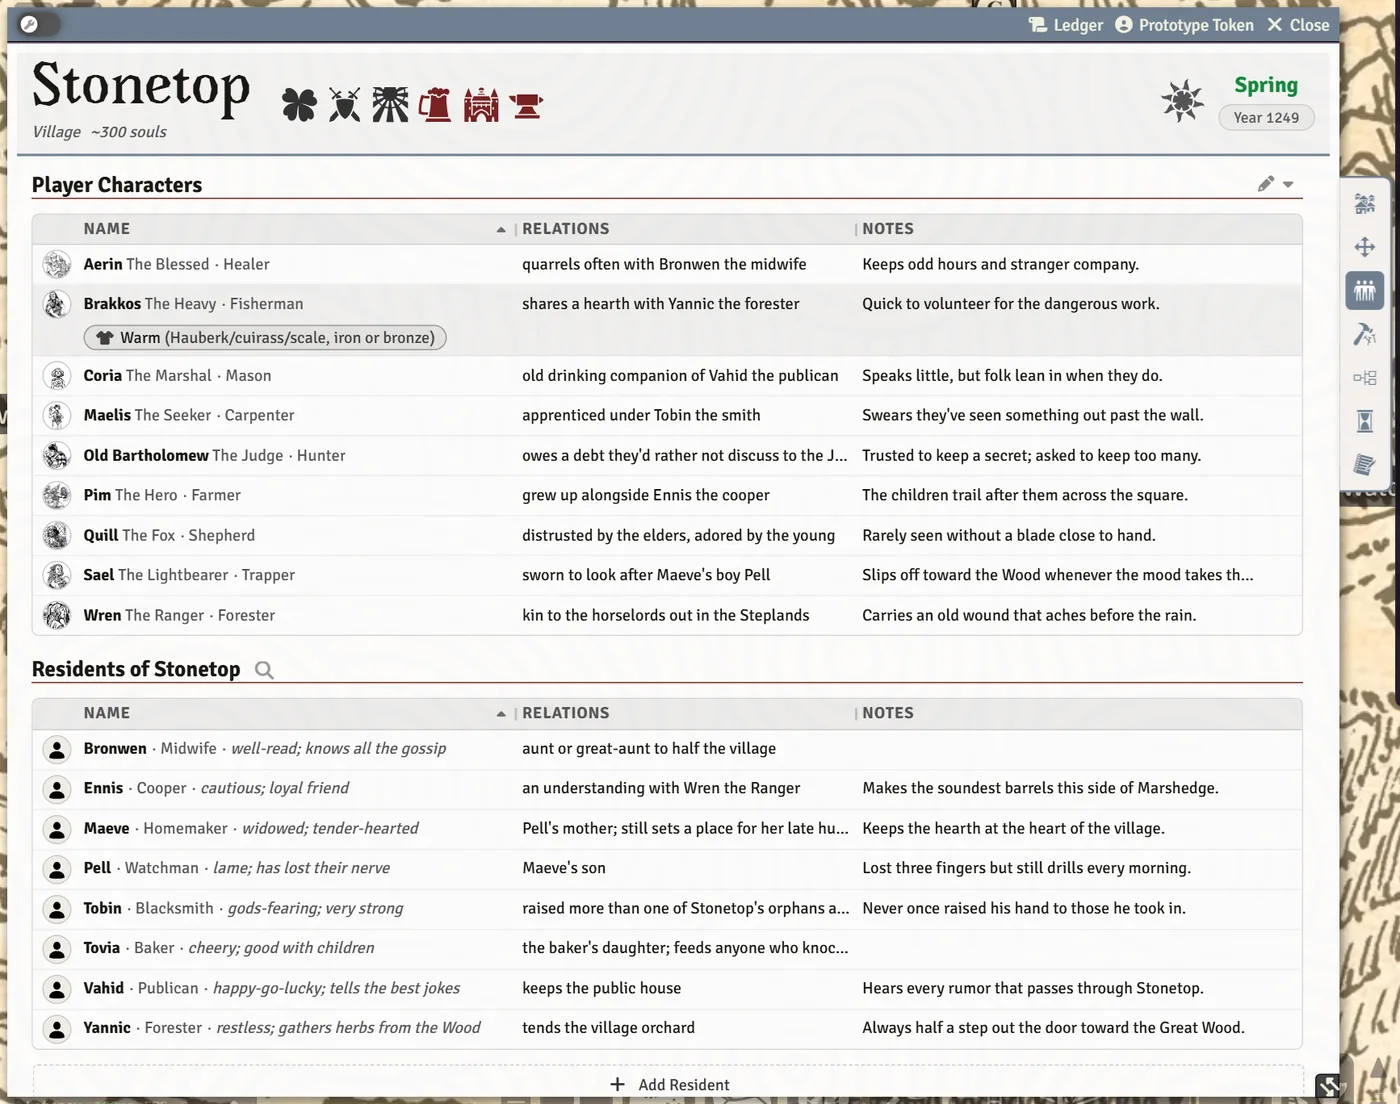 Ledger Prototype Token Close
Stonetop
Village ~300 souls
Spring
Year 1249
Player Characters
NAME RELATIONS NOTES
Aerin The Blessed · Healer quarrels often with Bronwen the midwife Keeps odd hours and stranger company.
Brakkos The Heavy · Fisherman shares a hearth with Yannic the forester Quick to volunteer for the dangerous work.
Warm (Hauberk/cuirass/scale, iron or bronze)
Coria The Marshal · Mason old drinking companion of Vahid the publican Speaks little, but folk lean in when they do.
Maelis The Seeker · Carpenter apprenticed under Tobin the smith Swears they've seen something out past the wall.
Old Bartholomew The Judge · Hunter owes a debt they'd rather not discuss to the J... Trusted to keep a secret; asked to keep too many.
Pim The Hero · Farmer grew up alongside Ennis the cooper The children trail after them across the square.
Quill The Fox · Shepherd distrusted by the elders, adored by the young Rarely seen without a blade close to hand.
Sael The Lightbearer · Trapper sworn to look after Maeve's boy Pell Slips off toward the Wood whenever the mood takes th...
Wren The Ranger · Forester kin to the horselords out in the Steplands Carries an old wound that aches before the rain.
Residents of Stonetop
NAME RELATIONS NOTES
Bronwen · Midwife · well-read; knows all the gossip aunt or great-aunt to half the village
Ennis · Cooper · cautious; loyal friend an understanding with Wren the Ranger Makes the soundest barrels this side of Marshedge.
Maeve · Homemaker · widowed; tender-hearted Pell's mother; still sets a place for her late hu... Keeps the hearth at the heart of the village.
Pell · Watchman · lame; has lost their nerve Maeve's son Lost three fingers but still drills every morning.
Tobin · Blacksmith · gods-fearing; very strong raised more than one of Stonetop's orphans a... Never once raised his hand to those he took in.
Tovia · Baker · cheery; good with children the baker's daughter; feeds anyone who knoc...
Vahid · Publican · happy-go-lucky; tells the best jokes keeps the public house Hears every rumor that passes through Stonetop.
Yannic · Forester · restless; gathers herbs from the Wood tends the village orchard Always half a step out the door toward the Great Wood.
+ Add Resident